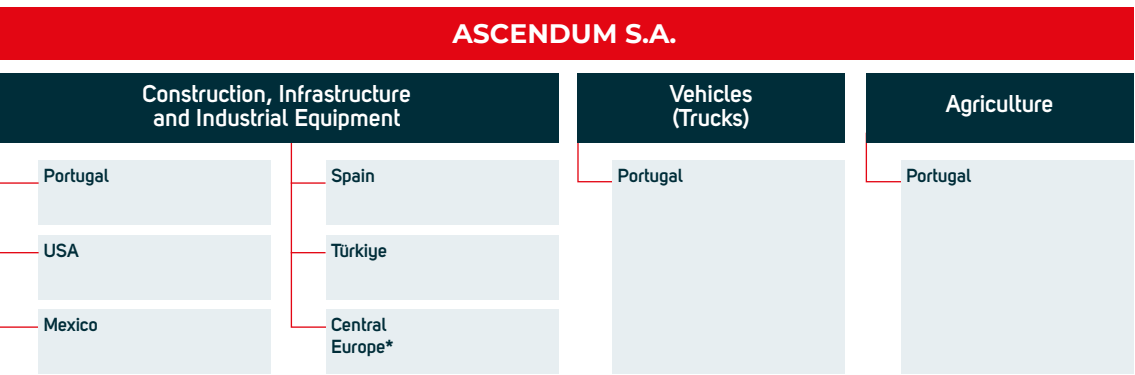 ASCENDUM S.A.
Construction, Infrastructure
and Industrial Equipment
Portugal
USA
Mexico
Spain
Türkiye
Central
Europe*
Vehicles
(Trucks)
Portugal
Agriculture
Portugal